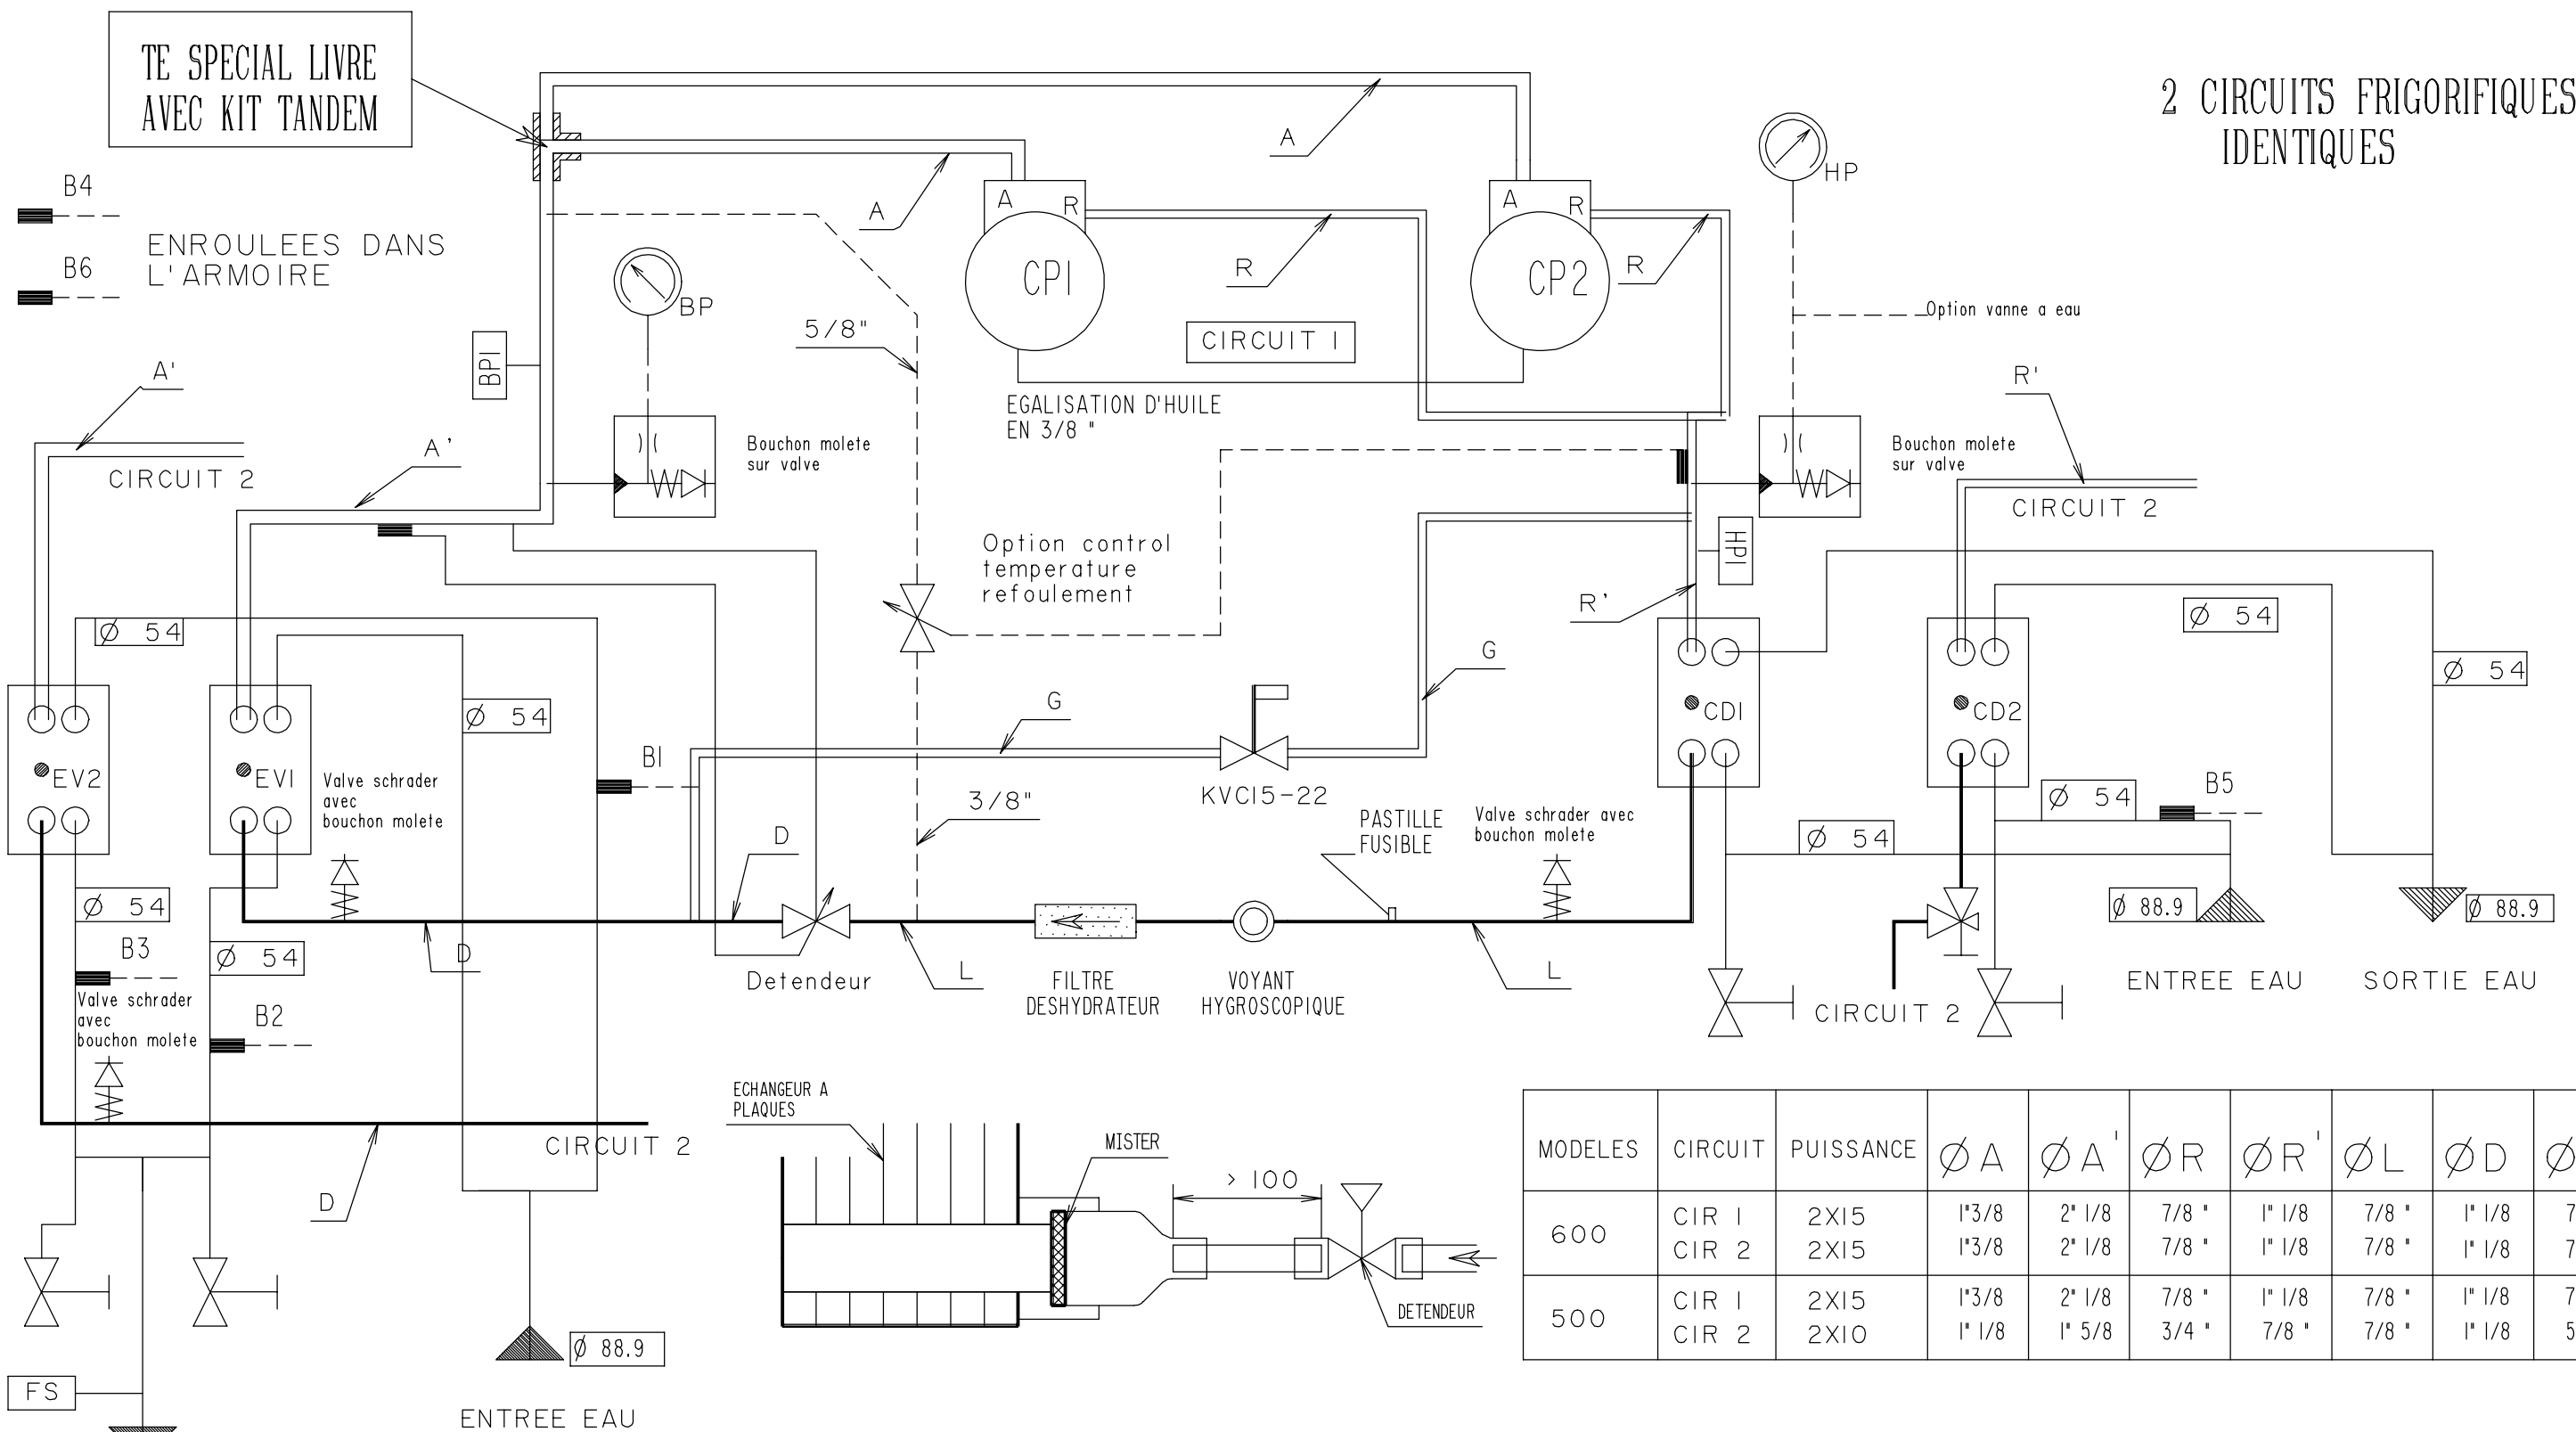 TE SPECIAL LIVRE
AVEC KIT TANDEM
2 CIRCUITS FRIGORIFIQUES
IDENTIQUES
B4
B6
ENROULEES DANS
L'ARMOIRE
A
A
A
R
CP1
A
R
CP2
R
R
HP
BP
Option vanne a eau
5/8"
CIRCUIT 1
BP1
EGALISATION D'HUILE
EN 3/8 "
A'
CIRCUIT 2
A'
Bouchon molete
sur valve
Bouchon molete
sur valve
R'
CIRCUIT 2
Option control
temperature
refoulement
HP1
R'
Ø 54
Ø 54
Ø 54
Ø 54
G
G
EV2
EV1
CD1
CD2
Valve schrader
avec
bouchon molete
B1
3/8"
KVC15-22
PASTILLE
FUSIBLE
Valve schrader avec
bouchon molete
Ø 54
B5
Ø 54
D
Ø 54
B3
Ø 54
D
Detendeur
L
FILTRE
DESHYDRATEUR
VOYANT
HYGROSCOPIQUE
L
CIRCUIT 2
Ø 88.9
ENTREE EAU
Ø 88.9
SORTIE EAU
Valve schrader
avec
bouchon molete
B2
CIRCUIT 2
D
ECHANGEUR A
PLAQUES
MISTER
> 100
DETENDEUR
Ø 88.9
FS
ENTREE EAU
MODELES CIRCUIT PUISSANCE ØA ØA' ØR ØR' ØL ØD Ø
600
CIR 1 2X15 1"3/8 2" 1/8 7/8 " 1" 1/8 7/8 " 1" 1/8 7
CIR 2 2X15 1"3/8 2" 1/8 7/8 " 1" 1/8 7/8 " 1" 1/8 7
500
CIR 1 2X15 1"3/8 2" 1/8 7/8 " 1" 1/8 7/8 " 1" 1/8 7
CIR 2 2X10 1" 1/8 1" 5/8 3/4 " 7/8 " 7/8 " 1" 1/8 5